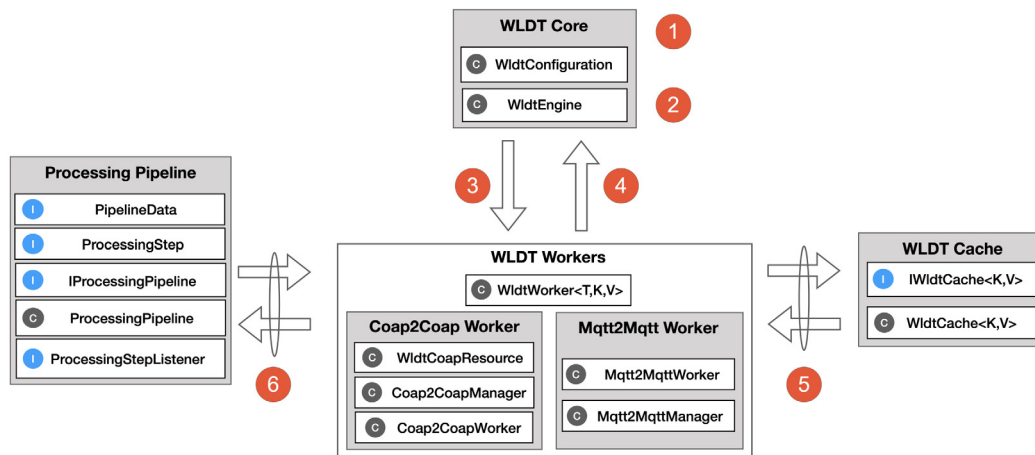 WLDT Core
1
C WldtConfiguration
C WldtEngine
2
3
4
Processing Pipeline
I PipelineData
I ProcessingStep
I IProcessingPipeline
C ProcessingPipeline
I ProcessingStepListener
6
WLDT Workers
C WldtWorker<T,K,V>
Coap2Coap Worker
C WldtCoapResource
C Coap2CoapManager
C Coap2CoapWorker
Mqtt2Mqtt Worker
C Mqtt2MqttWorker
C Mqtt2MqttManager
WLDT Cache
I IWldtCache<K,V>
C WldtCache<K,V>
5